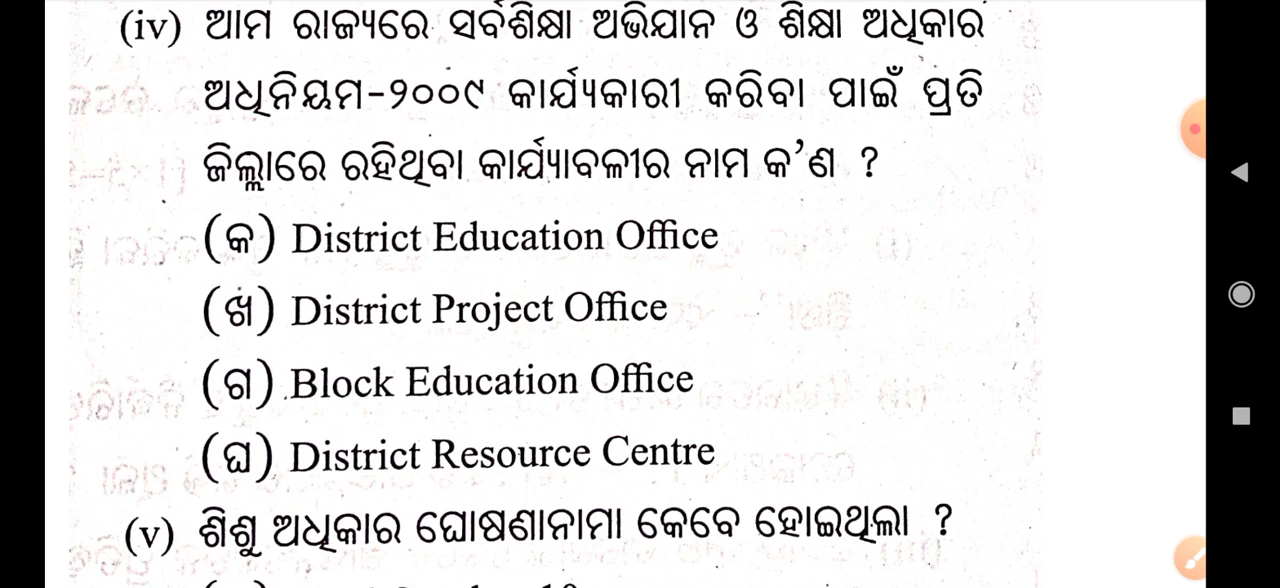 (iv) ଆମ ରାଜ୍ୟରେ ସର୍ବଶିକ୍ଷା ଅଭିଯାନ ଓ ଶିକ୍ଷା ଅଧିକାର
ଅଧିନିୟମ-୨୦୦୯ କାର୍ଯ୍ୟକାରୀ କରିବା ପାଇଁ ପ୍ରତି
ଜିଲ୍ଲାରେ ରହିଥିବା କାର୍ଯ୍ୟାବଳୀର ନାମ କ'ଣ ?
(କ) District Education Office
(ଖ) District Project Office
(ଗ) Block Education Office
(ଘ) District Resource Centre
(v) ଶିଶୁ ଅଧିକାର ଘୋଷଣାନାମା କେବେ ହୋଇଥିଲା ?